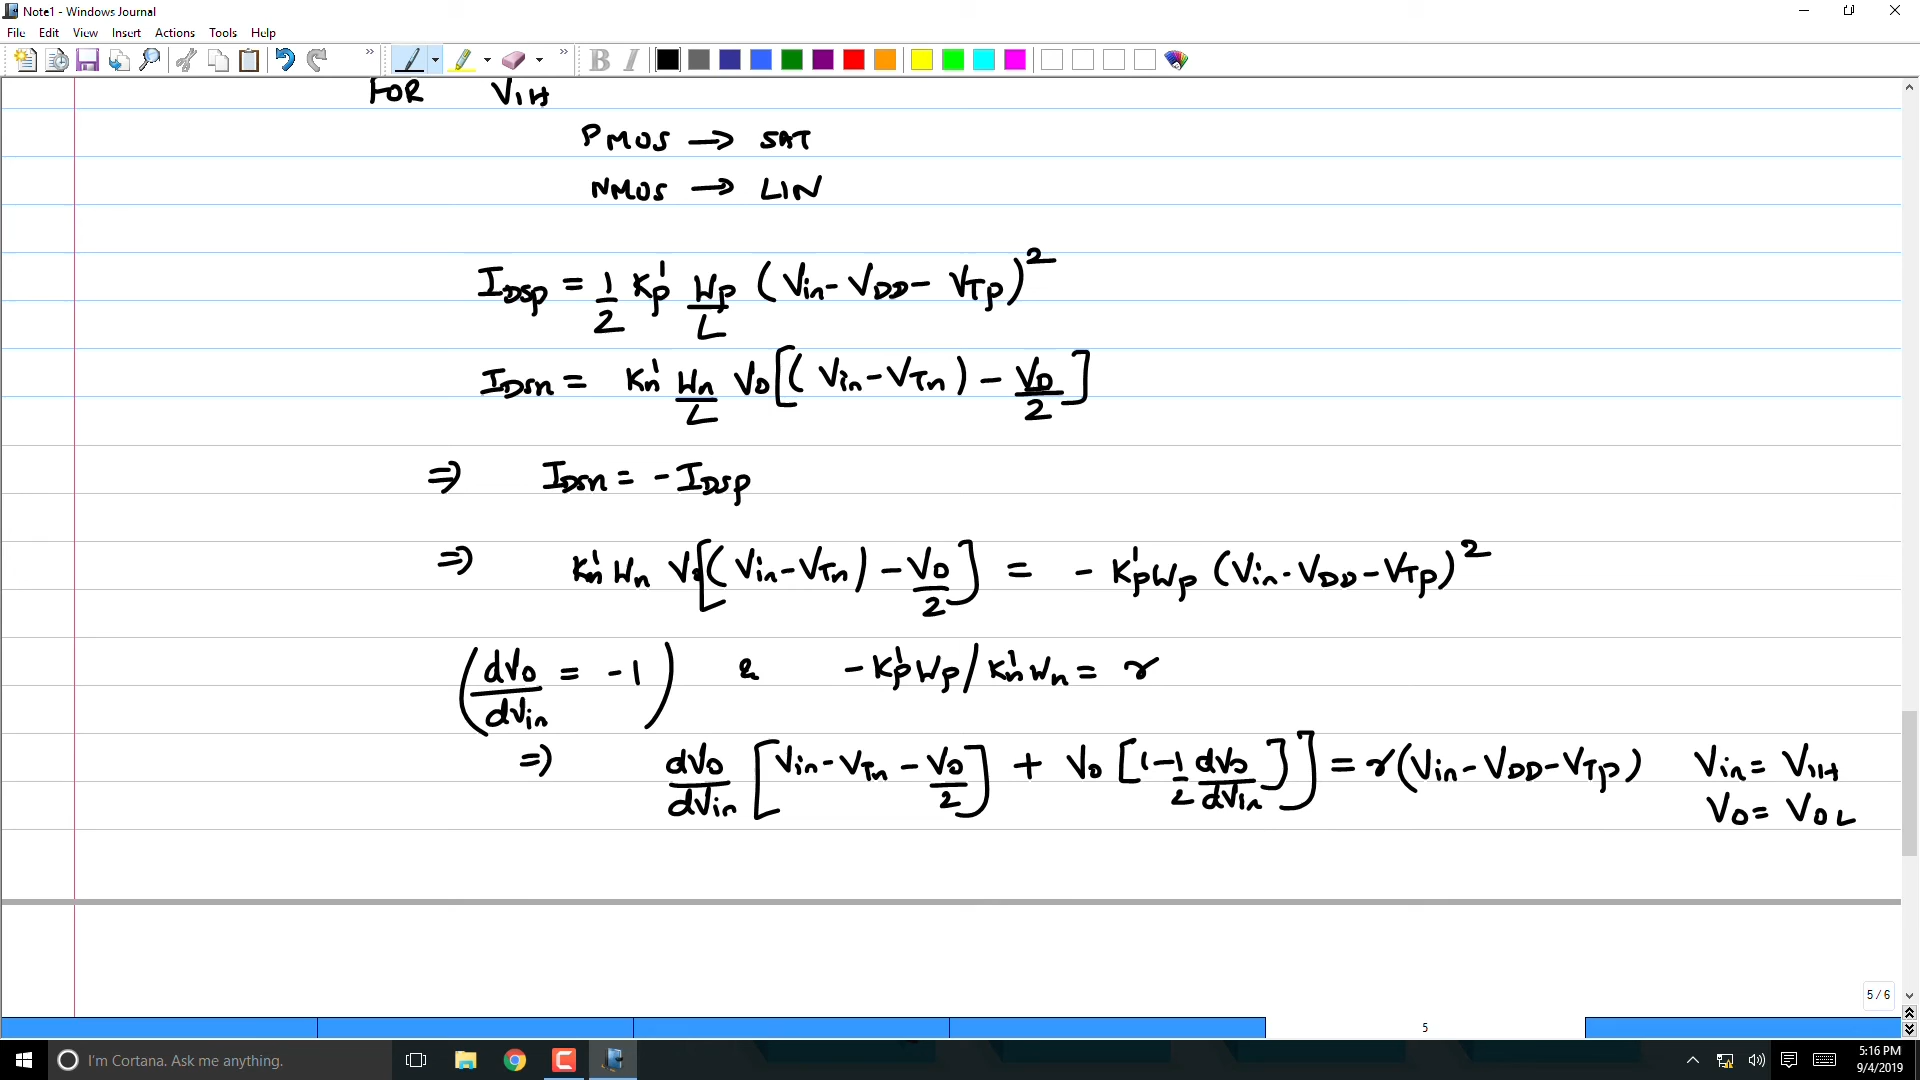 Note1 - Windows Journal
File Edit View Insert Actions Tools Help
B I
FOR VIH
PMOS → SAT
NMOS → LIN
IDSp = 1/2 Kp' Wp/L (Vin - VDD - VTp)^2
IDSn = Kn' Wn/L VO [(Vin - VTn) - VO/2]
⇒ IDSn = - IDSp
⇒ Kn' Wn VO [(Vin - VTn) - VO/2] = - Kp' Wp (Vin - VDD - VTp)^2
(dVO/dVin = -1) & - Kp' Wp / Kn' Wn = r
⇒ dVO/dVin [Vin - VTn - VO/2] + VO [1 - 1/2 dVO/dVin]] = r (Vin - VDD - VTp) Vin = VIH
VO = VOL
5 / 6
5
I'm Cortana. Ask me anything.
5:16 PM
9/4/2019